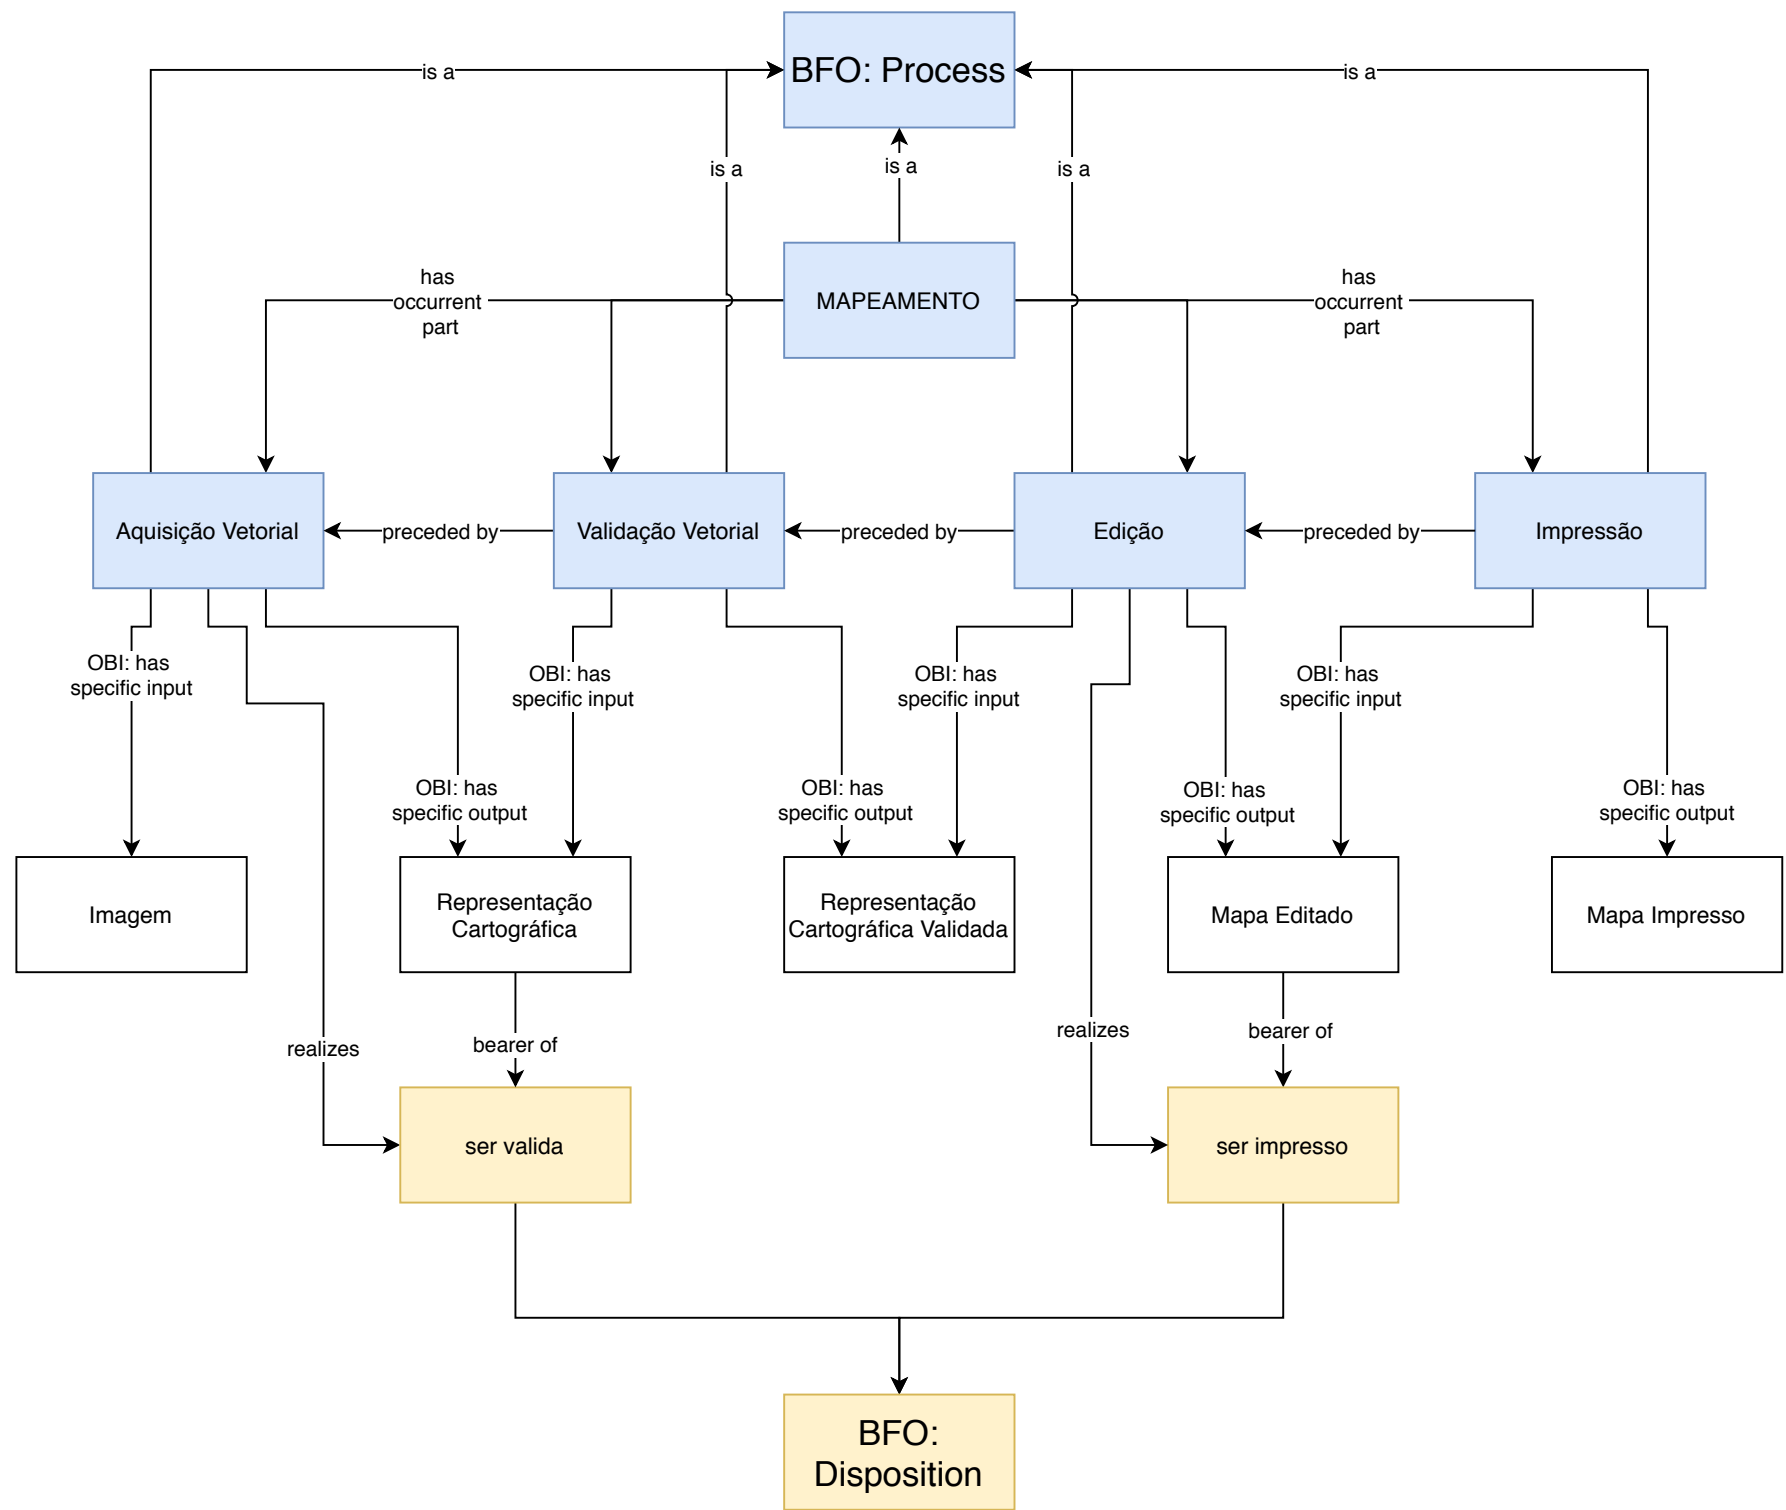 BFO: Process
is a
is a
is a
is a
is a
MAPEAMENTO
has
occurrent
part
has
occurrent
part
Aquisição Vetorial
preceded by
Validação Vetorial
preceded by
Edição
preceded by
Impressão
OBI: has
specific input
OBI: has
specific input
OBI: has
specific input
OBI: has
specific input
OBI: has
specific output
OBI: has
specific output
OBI: has
specific output
OBI: has
specific output
Imagem
Representação
Cartográfica
Representação
Cartográfica Validada
Mapa Editado
Mapa Impresso
realizes
bearer of
realizes
bearer of
ser valida
ser impresso
BFO:
Disposition